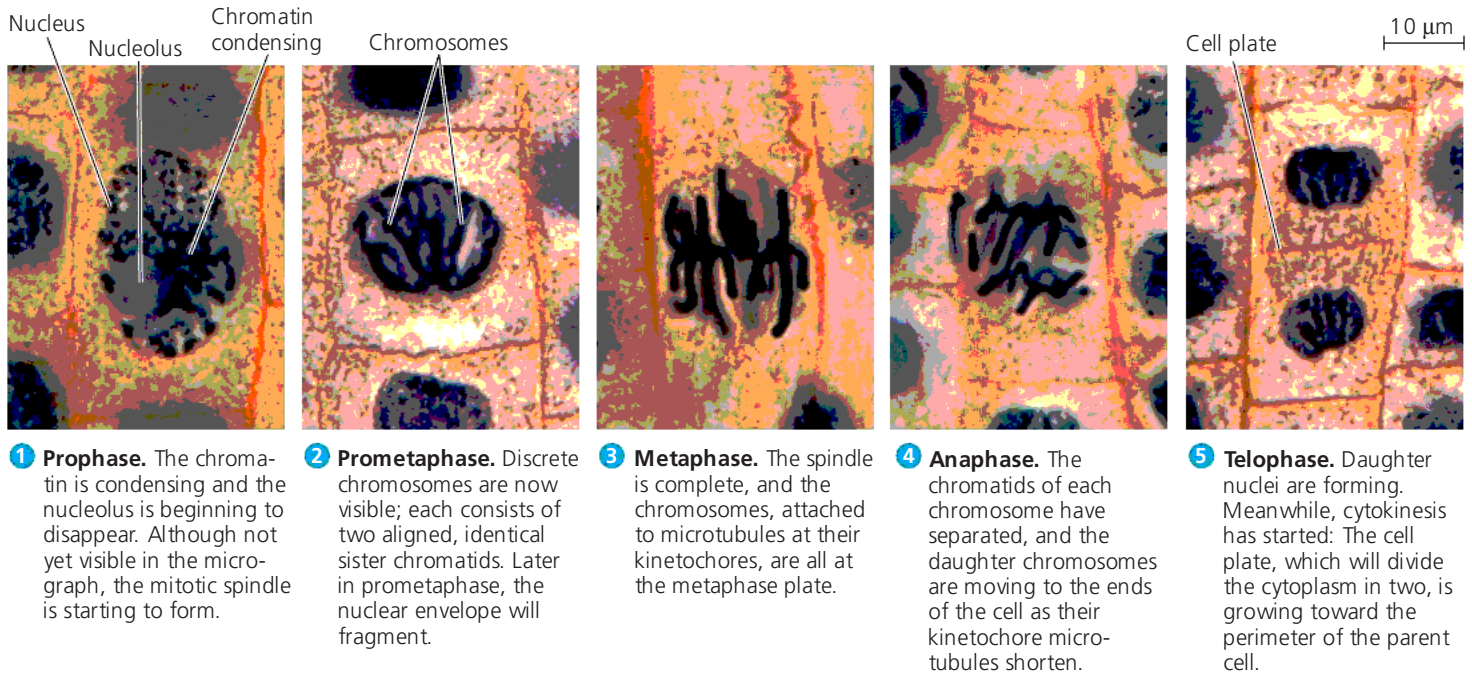 Nucleus
Nucleolus
Chromatin
condensing
Chromosomes
Cell plate
10 μm
1 Prophase. The chroma-
tin is condensing and the
nucleolus is beginning to
disappear. Although not
yet visible in the micro-
graph, the mitotic spindle
is starting to form.
2 Prometaphase. Discrete
chromosomes are now
visible; each consists of
two aligned, identical
sister chromatids. Later
in prometaphase, the
nuclear envelope will
fragment.
3 Metaphase. The spindle
is complete, and the
chromosomes, attached
to microtubules at their
kinetochores, are all at
the metaphase plate.
4 Anaphase. The
chromatids of each
chromosome have
separated, and the
daughter chromosomes
are moving to the ends
of the cell as their
kinetochore micro-
tubules shorten.
5 Telophase. Daughter
nuclei are forming.
Meanwhile, cytokinesis
has started: The cell
plate, which will divide
the cytoplasm in two, is
growing toward the
perimeter of the parent
cell.